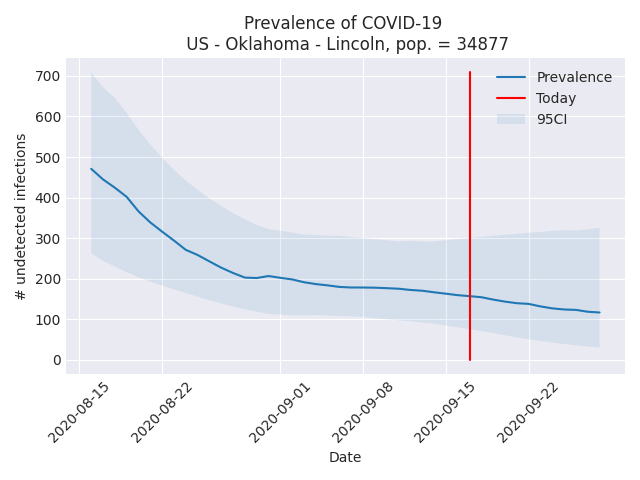 Prevalence of COVID-19
US - Oklahoma - Lincoln, pop. = 34877
700
600
500
400
300
200
100
0
# undetected infections
Prevalence
Today
95CI
2020-08-15
2020-08-22
2020-09-01
2020-09-08
2020-09-15
2020-09-22
Date